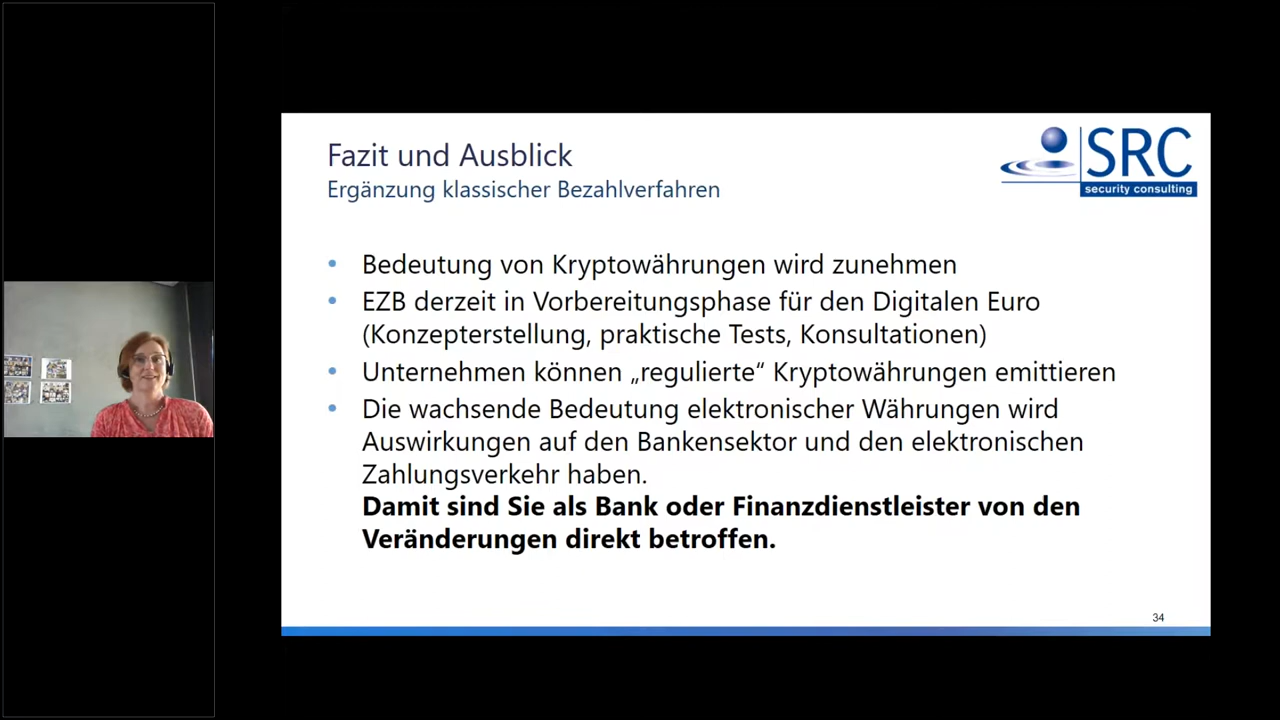 Fazit und Ausblick
Ergänzung klassischer Bezahlverfahren
SRC
security consulting
• Bedeutung von Kryptowährungen wird zunehmen
• EZB derzeit in Vorbereitungsphase für den Digitalen Euro
(Konzepterstellung, praktische Tests, Konsultationen)
• Unternehmen können „regulierte“ Kryptowährungen emittieren
• Die wachsende Bedeutung elektronischer Währungen wird
Auswirkungen auf den Bankensektor und den elektronischen
Zahlungsverkehr haben.
Damit sind Sie als Bank oder Finanzdienstleister von den
Veränderungen direkt betroffen.
34